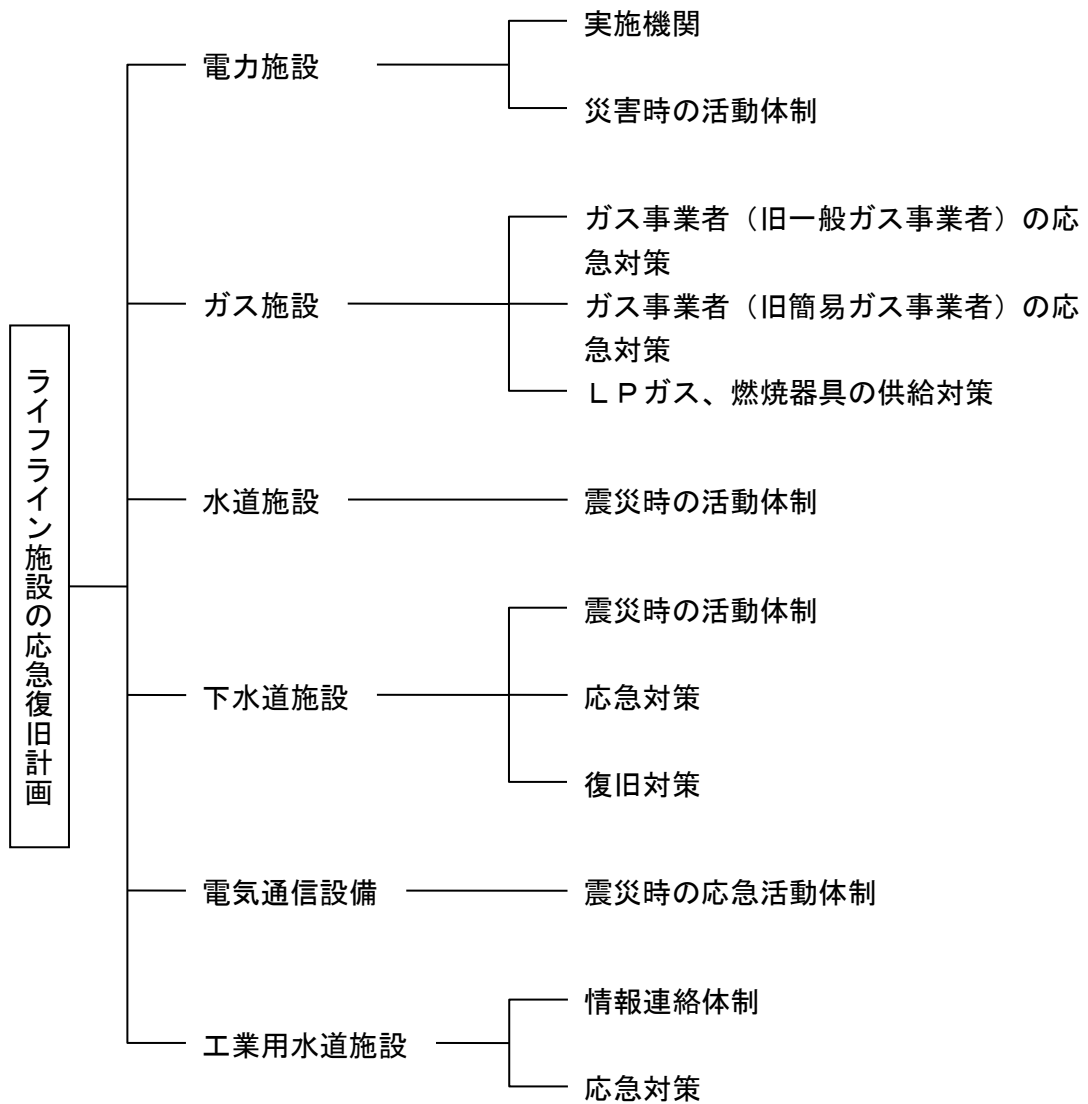 ライフライン施設の応急復旧計画
電力施設
実施機関
災害時の活動体制
ガス施設
ガス事業者（旧一般ガス事業者）の応
急対策
ガス事業者（旧簡易ガス事業者）の応
急対策
ＬＰガス、燃焼器具の供給対策
水道施設
震災時の活動体制
下水道施設
震災時の活動体制
応急対策
復旧対策
電気通信設備
震災時の応急活動体制
工業用水道施設
情報連絡体制
応急対策